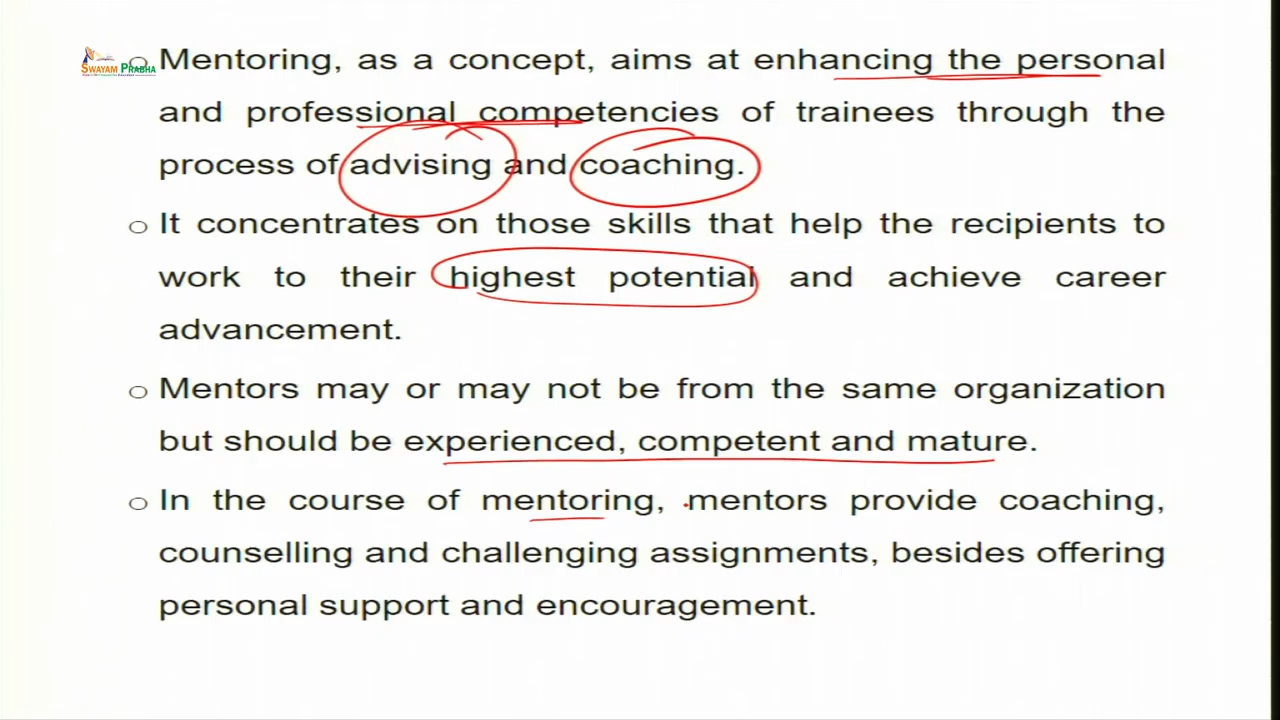 Mentoring, as a concept, aims at enhancing the personal
SWAYAM PRABHA
and professional competencies of trainees through the
process of advising and coaching.
It concentrates on those skills that help the recipients to
work to their highest potential and achieve career
advancement.
Mentors may or may not be from the same organization
but should be experienced, competent and mature.
In the course of mentoring, mentors provide coaching,
counselling and challenging assignments, besides offering
personal support and encouragement.